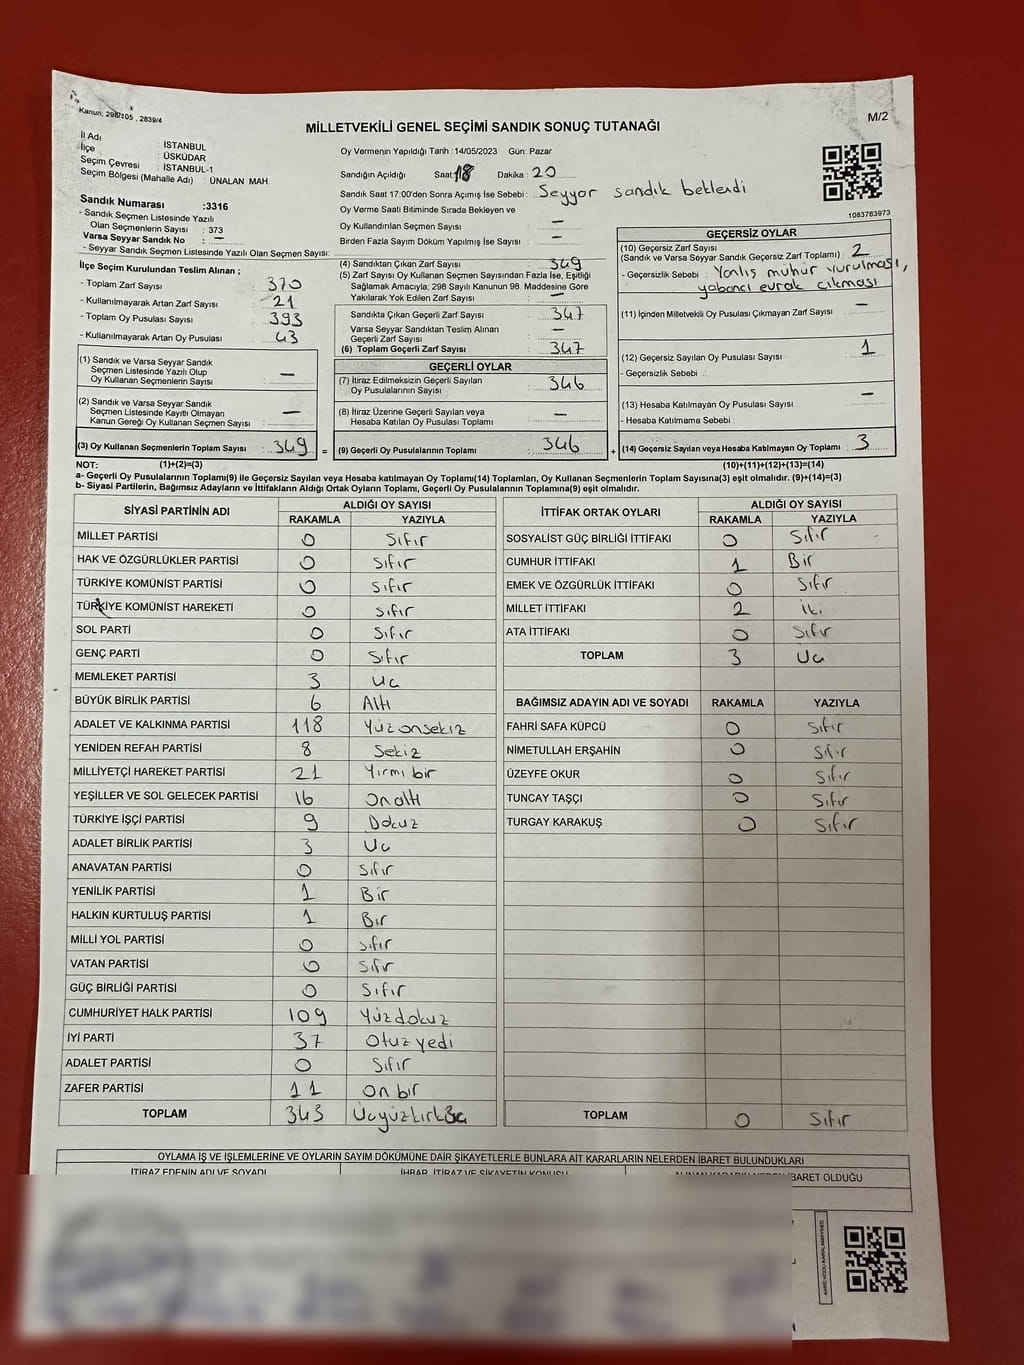 Kanun, 298/105 , 2839/4
M/2
MİLLETVEKİLİ GENEL SEÇİMİ SANDIK SONUÇ TUTANAĞI
İl Adı : İSTANBUL
İlçe : ÜSKÜDAR
Seçim Çevresi : İSTANBUL-1
Seçim Bölgesi (Mahalle Adı) : ÜNALAN MAH.
Oy Vermenin Yapıldığı Tarih :14/05/2023 Gün: Pazar
Sandığın Açıldığı Saat: 18 Dakika : 20
Sandık Saat 17:00'den Sonra Açılmış İse Sebebi : Seyyar sandık beklendi
Oy Verme Saati Bitiminde Sırada Bekleyen ve
Oy Kullandırılan Seçmen Sayısı : —
Birden Fazla Sayım Döküm Yapılmış İse Sayısı : —
1083783973
Sandık Numarası :3316
- Sandık Seçmen Listesinde Yazılı
Olan Seçmenlerin Sayısı : 373
Varsa Seyyar Sandık No : —
- Seyyar Sandık Seçmen Listesinde Yazılı Olan Seçmen Sayısı:
İlçe Seçim Kurulundan Teslim Alınan ;
- Toplam Zarf Sayısı : 370
- Kullanılmayarak Artan Zarf Sayısı : 21
- Toplam Oy Pusulası Sayısı : 393
- Kullanılmayarak Artan Oy Pusulası : 43
(1) Sandık ve Varsa Seyyar Sandık
Seçmen Listesinde Yazılı Olup
Oy Kullanan Seçmenlerin Sayısı : —
(2) Sandık ve Varsa Seyyar Sandık
Seçmen Listesinde Kayıtlı Olmayan
Kanun Gereği Oy Kullanan Seçmen Sayısı : —
(3) Oy Kullanan Seçmenlerin Toplam Sayısı : 349
(4) Sandıktan Çıkan Zarf Sayısı : 349
(5) Zarf Sayısı Oy Kullanan Seçmen Sayısından Fazla İse, Eşitliği
Sağlamak Amacıyla, 298 Sayılı Kanunun 98. Maddesine Göre
Yakılarak Yok Edilen Zarf Sayısı : —
Sandıkta Çıkan Geçerli Zarf Sayısı : 347
Varsa Seyyar Sandıktan Teslim Alınan
Geçerli Zarf Sayısı : —
(6) Toplam Geçerli Zarf Sayısı : 347
GEÇERLİ OYLAR
(7) İtiraz Edilmeksizin Geçerli Sayılan
Oy Pusulalarının Sayısı : 346
(8) İtiraz Üzerine Geçerli Sayılan veya
Hesaba Katılan Oy Pusulası Toplamı : —
= (9) Geçerli Oy Pusulalarının Toplamı : 346
GEÇERSİZ OYLAR
(10) Geçersiz Zarf Sayısı
(Sandık ve Varsa Seyyar Sandık Geçersiz Zarf Toplamı) : 2
- Geçersizlik Sebebi : Yanlış mühür vurulması,
yabancı evrak çıkması
(11) İçinden Milletvekili Oy Pusulası Çıkmayan Zarf Sayısı : —
(12) Geçersiz Sayılan Oy Pusulası Sayısı : 1
- Geçersizlik Sebebi :
(13) Hesaba Katılmayan Oy Pusulası Sayısı : —
- Hesaba Katılmama Sebebi :
+ (14) Geçersiz Sayılan veya Hesaba Katılmayan Oy Toplamı : 3
NOT: (1)+(2)=(3) (10)+(11)+(12)+(13)=(14)
a- Geçerli Oy Pusulalarının Toplamı(9) ile Geçersiz Sayılan veya Hesaba katılmayan Oy Toplamı(14) Toplamları, Oy Kullanan Seçmenlerin Toplam Sayısına(3) eşit olmalıdır. (9)+(14)=(3)
b- Siyasi Partilerin, Bağımsız Adayların ve İttifakların Aldığı Ortak Oyların Toplamı, Geçerli Oy Pusulalarının Toplamına(9) eşit olmalıdır.
SİYASİ PARTİNİN ADI ALDIĞI OY SAYISI
RAKAMLA YAZIYLA
MİLLET PARTİSİ 0 Sıfır
HAK VE ÖZGÜRLÜKLER PARTİSİ 0 Sıfır
TÜRKİYE KOMÜNİST PARTİSİ 0 Sıfır
TÜRKİYE KOMÜNİST HAREKETİ 0 Sıfır
SOL PARTİ 0 Sıfır
GENÇ PARTİ 0 Sıfır
MEMLEKET PARTİSİ 3 Üç
BÜYÜK BİRLİK PARTİSİ 6 Altı
ADALET VE KALKINMA PARTİSİ 118 Yüzonsekiz
YENİDEN REFAH PARTİSİ 8 Sekiz
MİLLİYETÇİ HAREKET PARTİSİ 21 Yirmi bir
YEŞİLLER VE SOL GELECEK PARTİSİ 16 Onaltı
TÜRKİYE İŞÇİ PARTİSİ 9 Dokuz
ADALET BİRLİK PARTİSİ 3 Üç
ANAVATAN PARTİSİ 0 Sıfır
YENİLİK PARTİSİ 1 Bir
HALKIN KURTULUŞ PARTİSİ 1 Bir
MİLLİ YOL PARTİSİ 0 Sıfır
VATAN PARTİSİ 0 Sıfır
GÜÇ BİRLİĞİ PARTİSİ 0 Sıfır
CUMHURİYET HALK PARTİSİ 109 Yüzdokuz
İYİ PARTİ 37 Otuz yedi
ADALET PARTİSİ 0 Sıfır
ZAFER PARTİSİ 11 On bir
TOPLAM 343 Üçyüzkırk
İTTİFAK ORTAK OYLARI ALDIĞI OY SAYISI
RAKAMLA YAZIYLA
SOSYALİST GÜÇ BİRLİĞİ İTTİFAKI 0 Sıfır
CUMHUR İTTİFAKI 1 Bir
EMEK VE ÖZGÜRLÜK İTTİFAKI 0 Sıfır
MİLLET İTTİFAKI 2 İki
ATA İTTİFAKI 0 Sıfır
TOPLAM 3 Üç
BAĞIMSIZ ADAYIN ADI VE SOYADI RAKAMLA YAZIYLA
FAHRİ SAFA KÜPCÜ 0 Sıfır
NİMETULLAH ERŞAHİN 0 Sıfır
ÜZEYFE OKUR 0 Sıfır
TUNCAY TAŞÇI 0 Sıfır
TURGAY KARAKUŞ 0 Sıfır
TOPLAM 0 Sıfır
OYLAMA İŞ VE İŞLEMLERİNE VE OYLARIN SAYIM DÖKÜMÜNE DAİR ŞİKAYETLERLE BUNLARA AİT KARARLARIN NELERDEN İBARET BULUNDUKLARI
İTİRAZ EDENİN ADI VE SOYADI İHBAR, İTİRAZ VE ŞİKAYETİN KONUSU ALINAN KARARIN NEDEN İBARET OLDUĞU